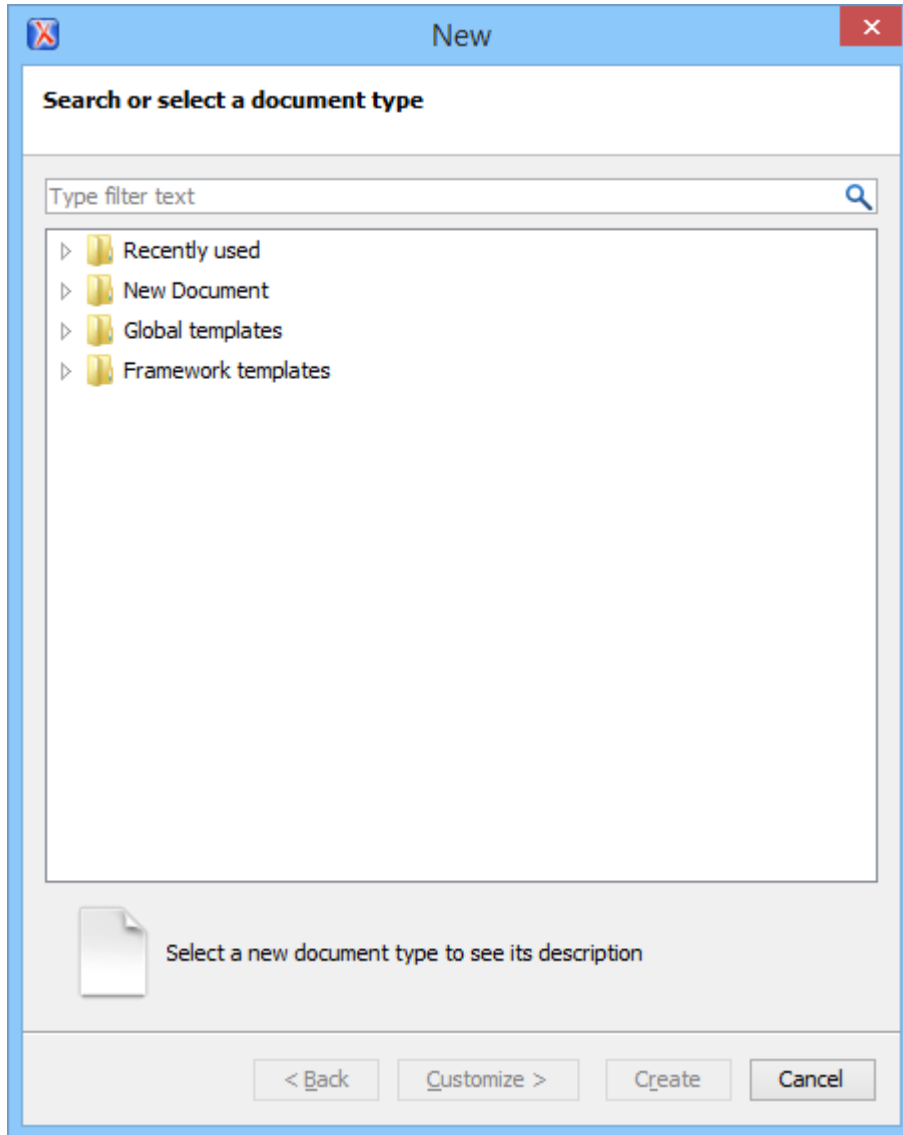 New
Search or select a document type
Type filter text
Recently used
New Document
Global templates
Framework templates
Select a new document type to see its description
< Back Customize > Create Cancel